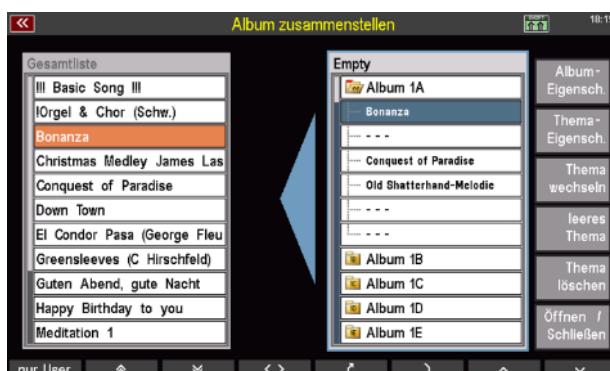 Album zusammenstellen
18:1
Gesamtliste
!!! Basic Song !!!
!Orgel & Chor (Schw.)
Bonanza
Christmas Medley James Las
Conquest of Paradise
Down Town
El Condor Pasa (George Fleu
Greensleeves (C Hirschfeld)
Guten Abend, gute Nacht
Happy Birthday to you
Meditation 1
Empty
Album 1A
Bonanza
- - -
Conquest of Paradise
Old Shatterhand-Melodie
- - -
- - -
Album 1B
Album 1C
Album 1D
Album 1E
Album-
Eigensch.
Thema-
Eigensch.
Thema
wechseln
leeres
Thema
Thema
löschen
Öffnen /
Schließen
nur User